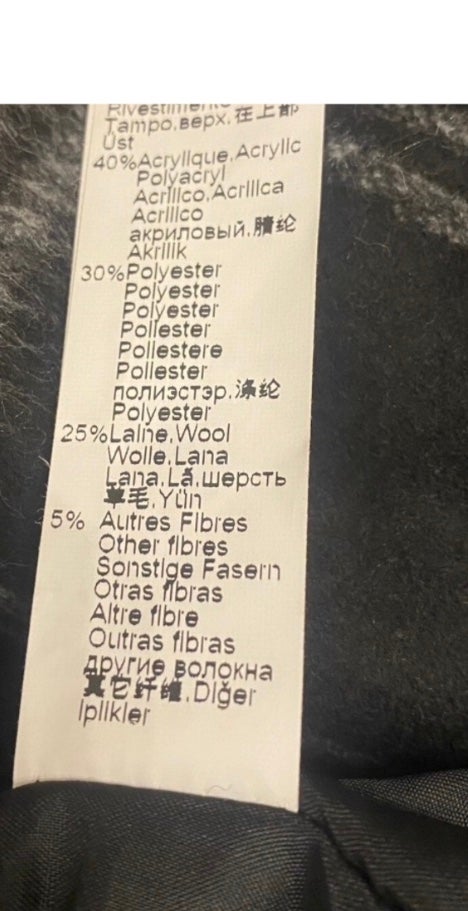 Rivestimento
Tampo.верх.在上部
Üst
40%Acrylique.Acrylic
Polyacryl
Acrilico.Acrilica
Acrilico
акриловый.腈纶
Akrilik
30%Polyester
Polyester
Polyester
Poliester
Poliestere
Poliester
полиэстэр.涤纶
Polyester
25%Laine.Wool
Wolle.Lana
Lana.Lã.шерсть
羊毛.Yün
5% Autres Fibres
Other fibres
Sonstige Fasern
Otras fibras
Altre fibre
Outras fibras
другие волокна
其它纤维.Diğer
iplikler